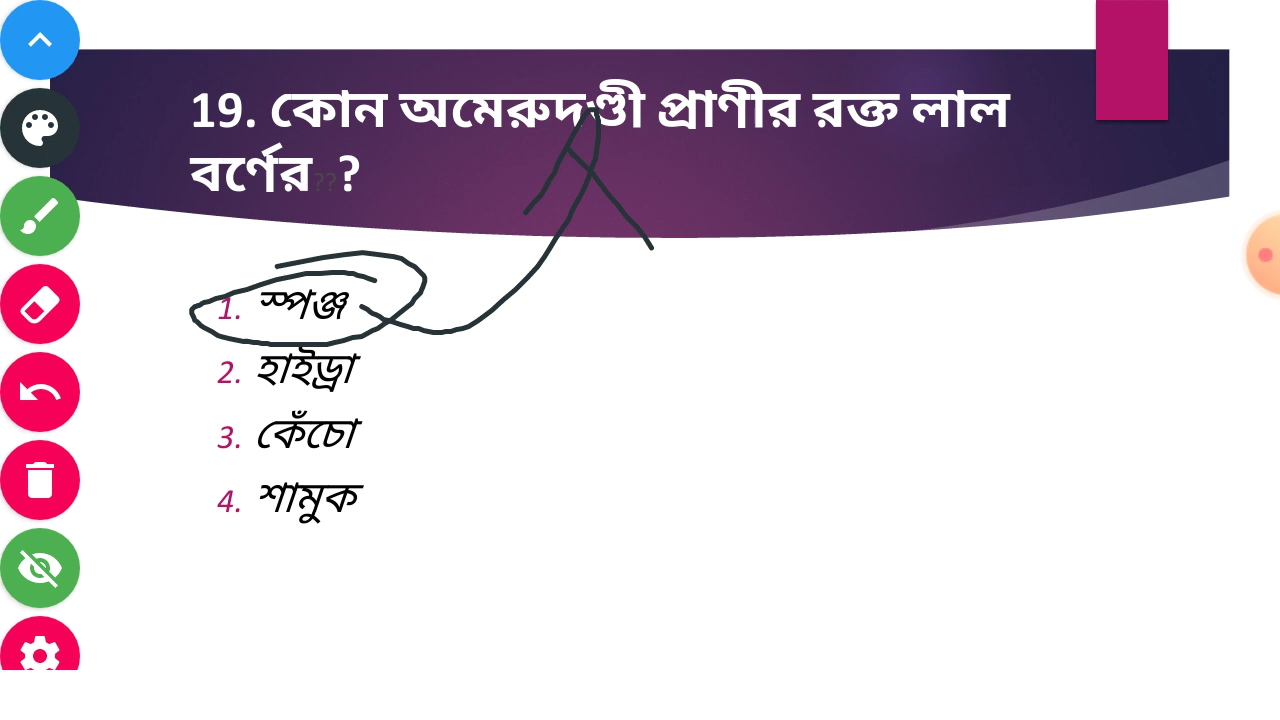 19. কোন অমেরুদণ্ডী প্রাণীর রক্ত লাল
বর্ণের???
1. স্পঞ্জ
2. হাইড্রা
3. কেঁচো
4. শামুক